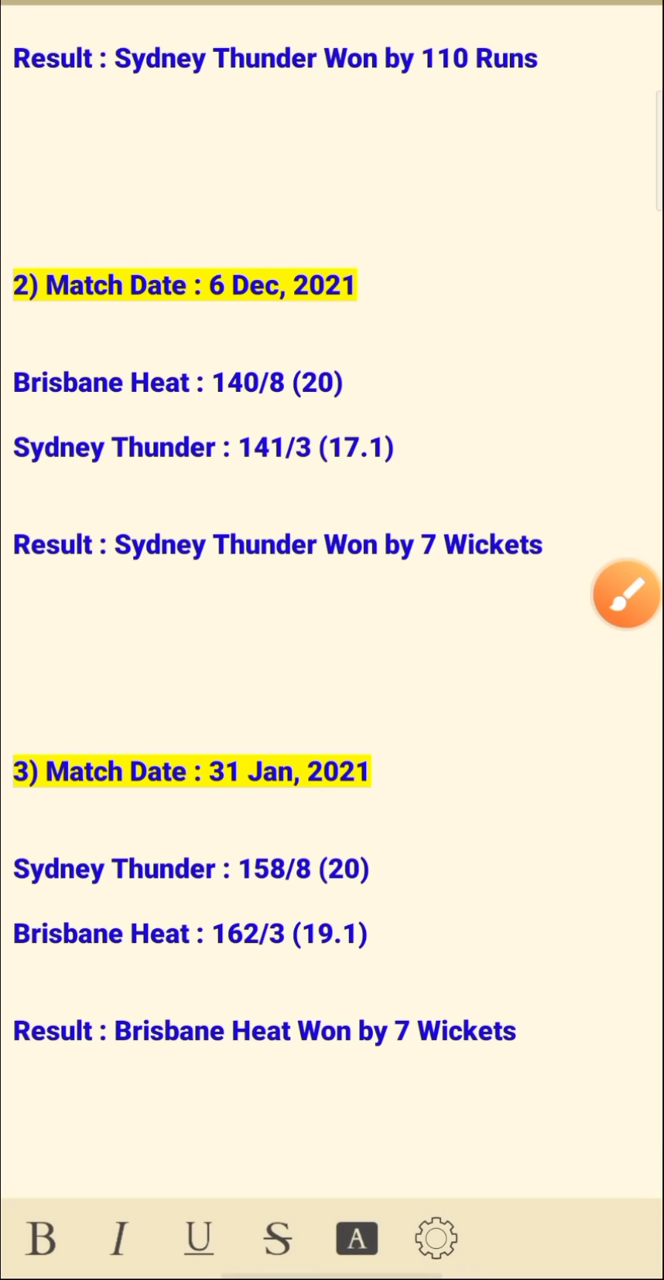 Result : Sydney Thunder Won by 110 Runs
2) Match Date : 6 Dec, 2021
Brisbane Heat : 140/8 (20)
Sydney Thunder : 141/3 (17.1)
Result : Sydney Thunder Won by 7 Wickets
3) Match Date : 31 Jan, 2021
Sydney Thunder : 158/8 (20)
Brisbane Heat : 162/3 (19.1)
Result : Brisbane Heat Won by 7 Wickets
B I U S A